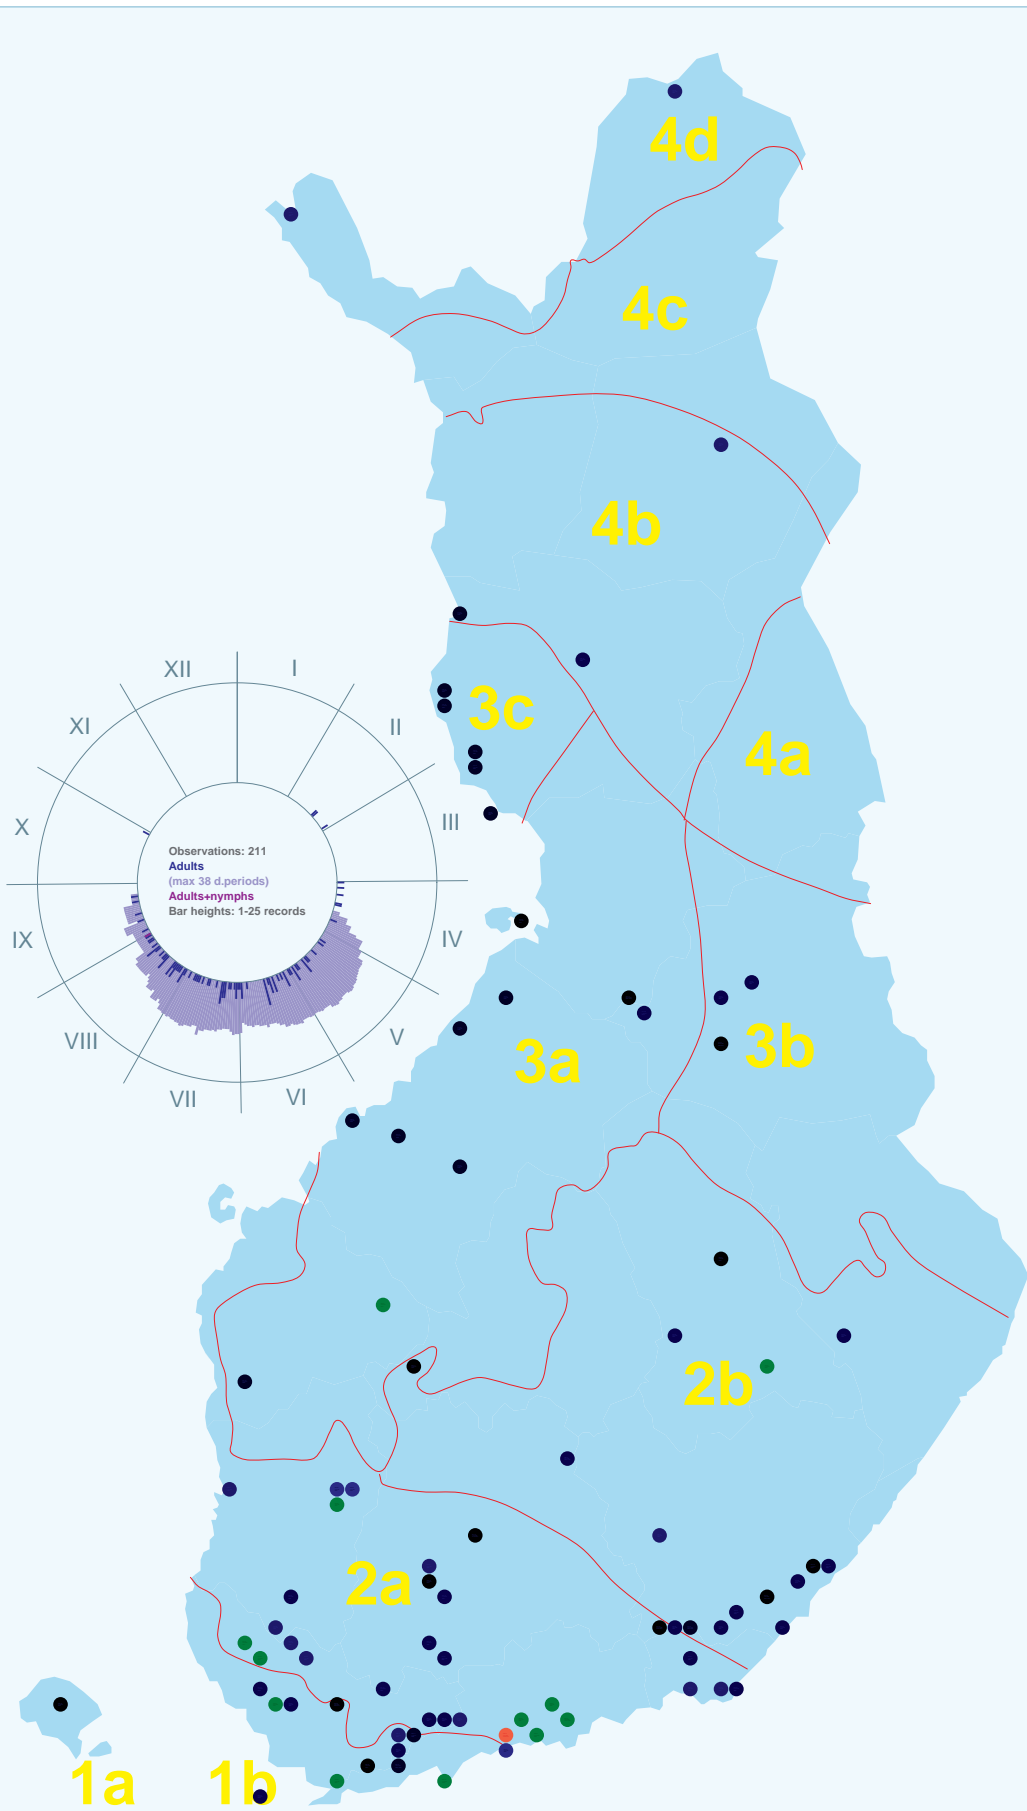 4d
4c
4b
3c
4a
XII
I
XI
II
X
III
Observations: 211
Adults
(max 38 d.periods)
Adults+nymphs
Bar heights: 1-25 records
IX
IV
VIII
V
VII
VI
3a
3b
2b
2a
1a
1b